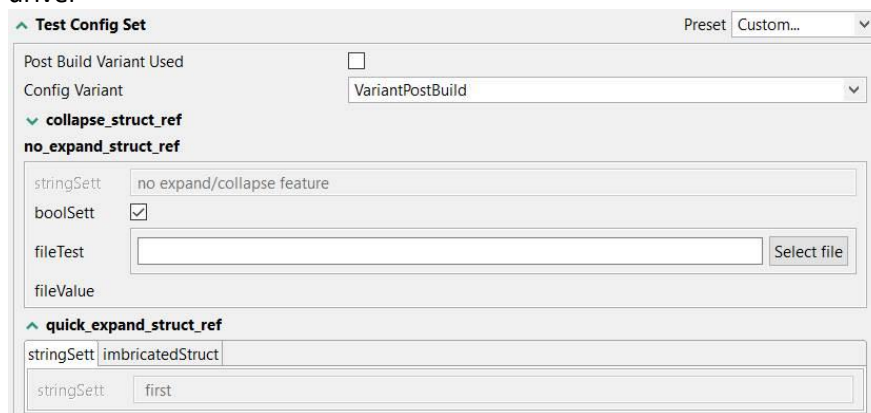 Test Config Set Preset Custom...
Post Build Variant Used
Config Variant VariantPostBuild
collapse_struct_ref
no_expand_struct_ref
stringSett no expand/collapse feature
boolSett
fileTest Select file
fileValue
quick_expand_struct_ref
stringSett imbricatedStruct
stringSett first